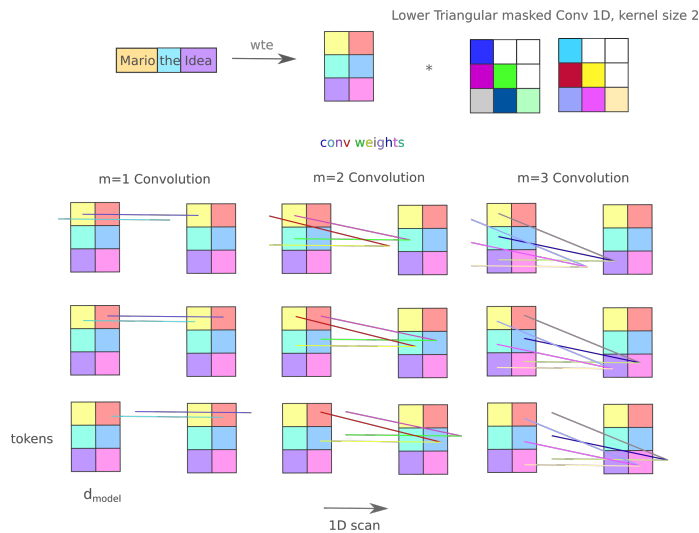 Lower Triangular masked Conv 1D, kernel size 2
wte
Mario the Idea
*
conv weights
m=1 Convolution
m=2 Convolution
m=3 Convolution
tokens
d_model
1D scan